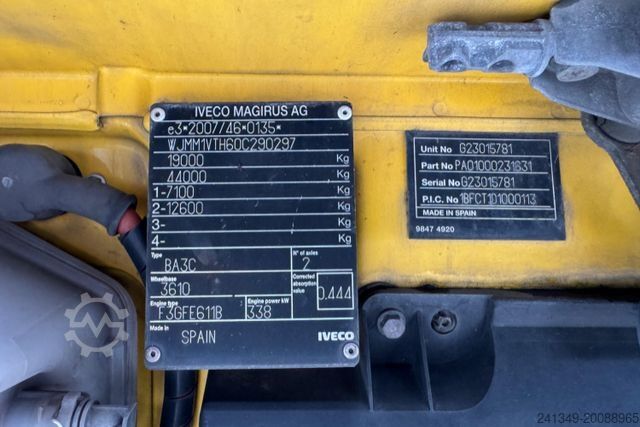 IVECO MAGIRUS AG
e3*2007/46*0135*
WJMM1VTH60C290297
19000 Kg
44000 Kg
1-7100 Kg
2-12600 Kg
3- Kg
4- Kg
Type BA3C N° of axles 2
Wheelbase 3610 Corrected absorption value 0.444
Engine type F3GFE611B Engine power kW 338
Made in SPAIN IVECO
Unit No G23015781
Part No PA01000231631
Serial No G23015781
P.I.C. No 1BFCT1D1000113
MADE IN SPAIN
9847 4920
241349-20088965